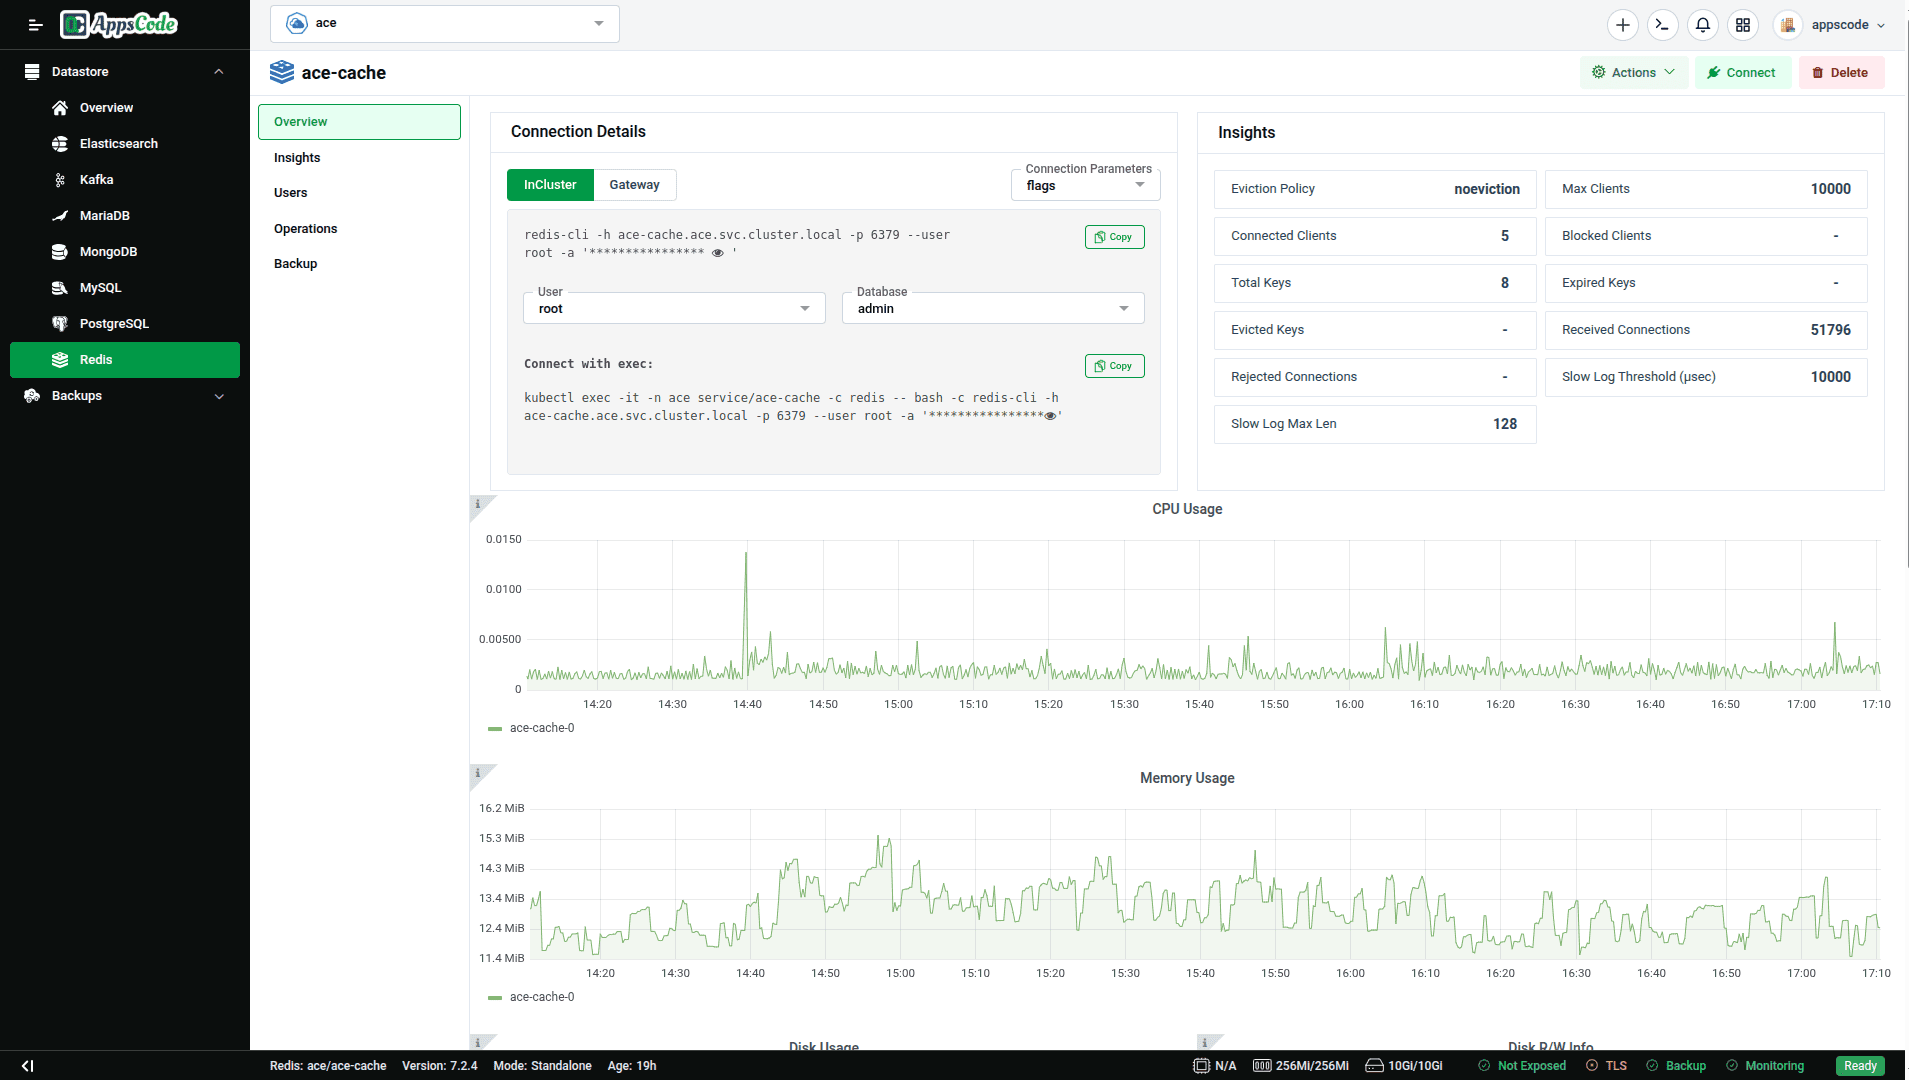 AppsCode
ace
appscode
Datastore
Overview
Elasticsearch
Kafka
MariaDB
MongoDB
MySQL
PostgreSQL
Redis
Backups
ace-cache
Actions
Connect
Delete
Overview
Insights
Users
Operations
Backup
Connection Details
InCluster
Gateway
Connection Parameters
flags
redis-cli -h ace-cache.ace.svc.cluster.local -p 6379 --user
root -a '**************** '
Copy
User
root
Database
admin
Connect with exec:
Copy
kubectl exec -it -n ace service/ace-cache -c redis -- bash -c redis-cli -h
ace-cache.ace.svc.cluster.local -p 6379 --user root -a '****************'
Insights
Eviction Policy noeviction
Max Clients 10000
Connected Clients 5
Blocked Clients -
Total Keys 8
Expired Keys -
Evicted Keys -
Received Connections 51796
Rejected Connections -
Slow Log Threshold (µsec) 10000
Slow Log Max Len 128
CPU Usage
0.0150
0.0100
0.00500
0
14:20 14:30 14:40 14:50 15:00 15:10 15:20 15:30 15:40 15:50 16:00 16:10 16:20 16:30 16:40 16:50 17:00 17:10
ace-cache-0
Memory Usage
16.2 MiB
15.3 MiB
14.3 MiB
13.4 MiB
12.4 MiB
11.4 MiB
14:20 14:30 14:40 14:50 15:00 15:10 15:20 15:30 15:40 15:50 16:00 16:10 16:20 16:30 16:40 16:50 17:00 17:10
ace-cache-0
Disk Usage
Disk R/W Info
Redis: ace/ace-cache Version: 7.2.4 Mode: Standalone Age: 19h
N/A 256Mi/256Mi 10Gi/10Gi Not Exposed TLS Backup Monitoring Ready